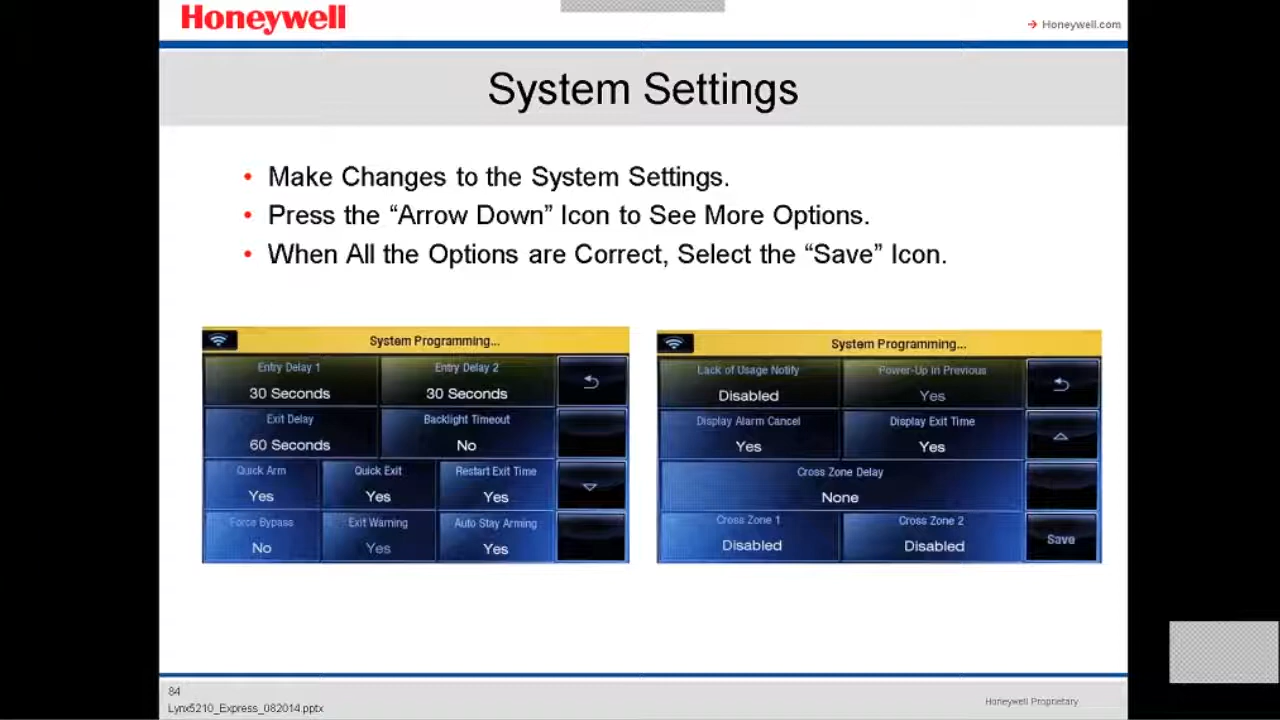 Honeywell
Honeywell.com
System Settings
• Make Changes to the System Settings.
• Press the “Arrow Down” Icon to See More Options.
• When All the Options are Correct, Select the “Save” Icon.
System Programming...
Entry Delay 1
30 Seconds
Entry Delay 2
30 Seconds
Exit Delay
60 Seconds
Backlight Timeout
No
Quick Arm
Yes
Quick Exit
Yes
Restart Exit Time
Yes
Force Bypass
No
Exit Warning
Yes
Auto Stay Arming
Yes
System Programming...
Lack of Usage Notify
Disabled
Power-Up in Previous
Yes
Display Alarm Cancel
Yes
Display Exit Time
Yes
Cross Zone Delay
None
Cross Zone 1
Disabled
Cross Zone 2
Disabled
Save
84
Lynx5210_Express_082014.pptx
Honeywell Proprietary